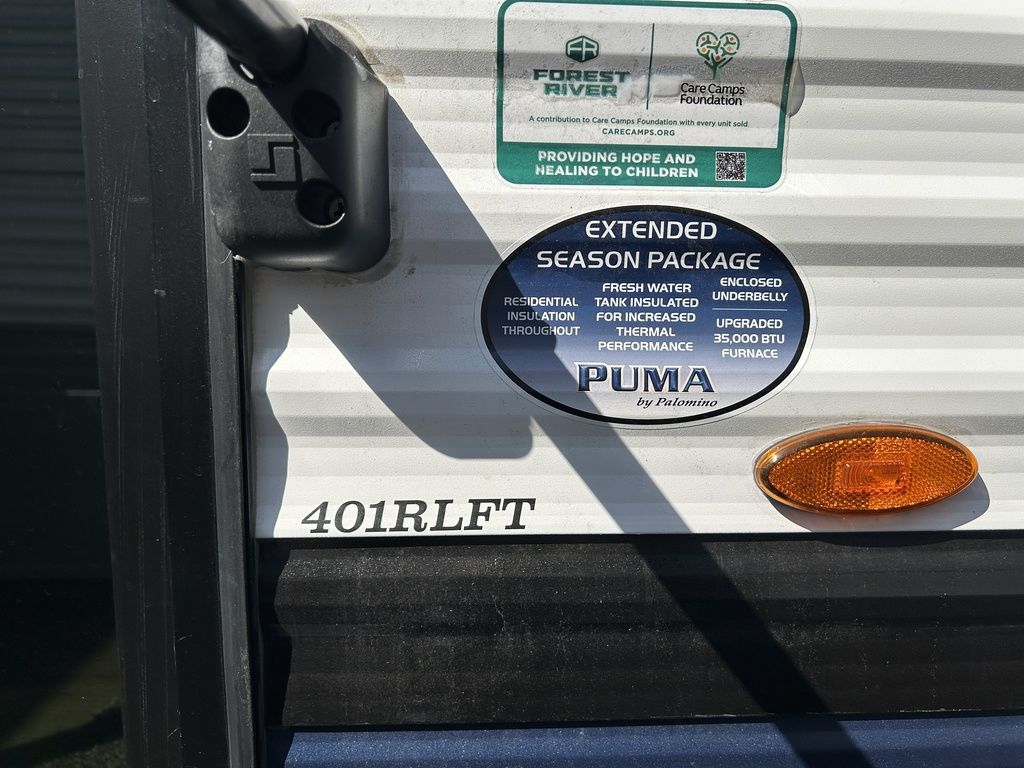 FOREST
RIVER
Care Camps
Foundation
A contribution to Care Camps Foundation with every unit sold
CARECAMPS.ORG
PROVIDING HOPE AND
HEALING TO CHILDREN
EXTENDED
SEASON PACKAGE
RESIDENTIAL
INSULATION
THROUGHOUT
FRESH WATER
TANK INSULATED
FOR INCREASED
THERMAL
PERFORMANCE
ENCLOSED
UNDERBELLY
UPGRADED
35,000 BTU
FURNACE
PUMA
by Palomino
401RLFT